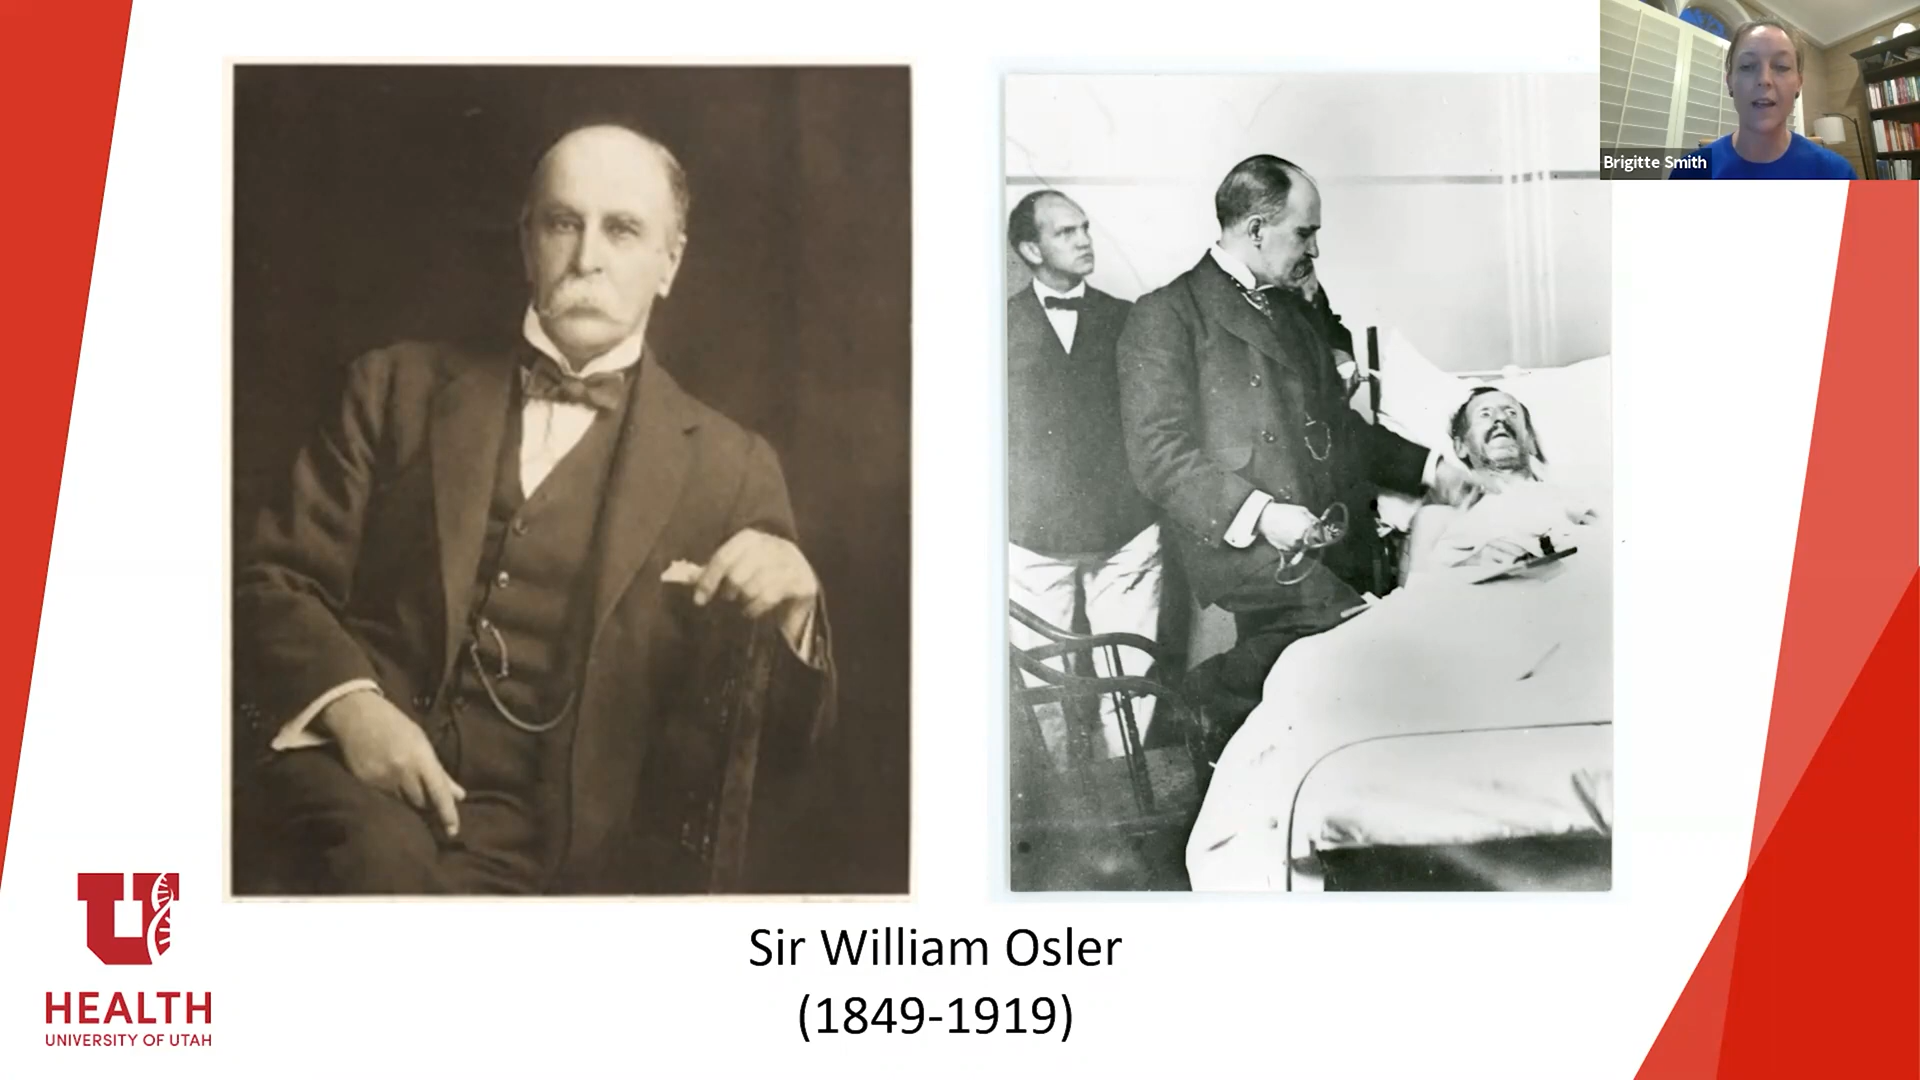 Brigitte Smith
Sir William Osler
(1849-1919)
U
HEALTH
UNIVERSITY OF UTAH